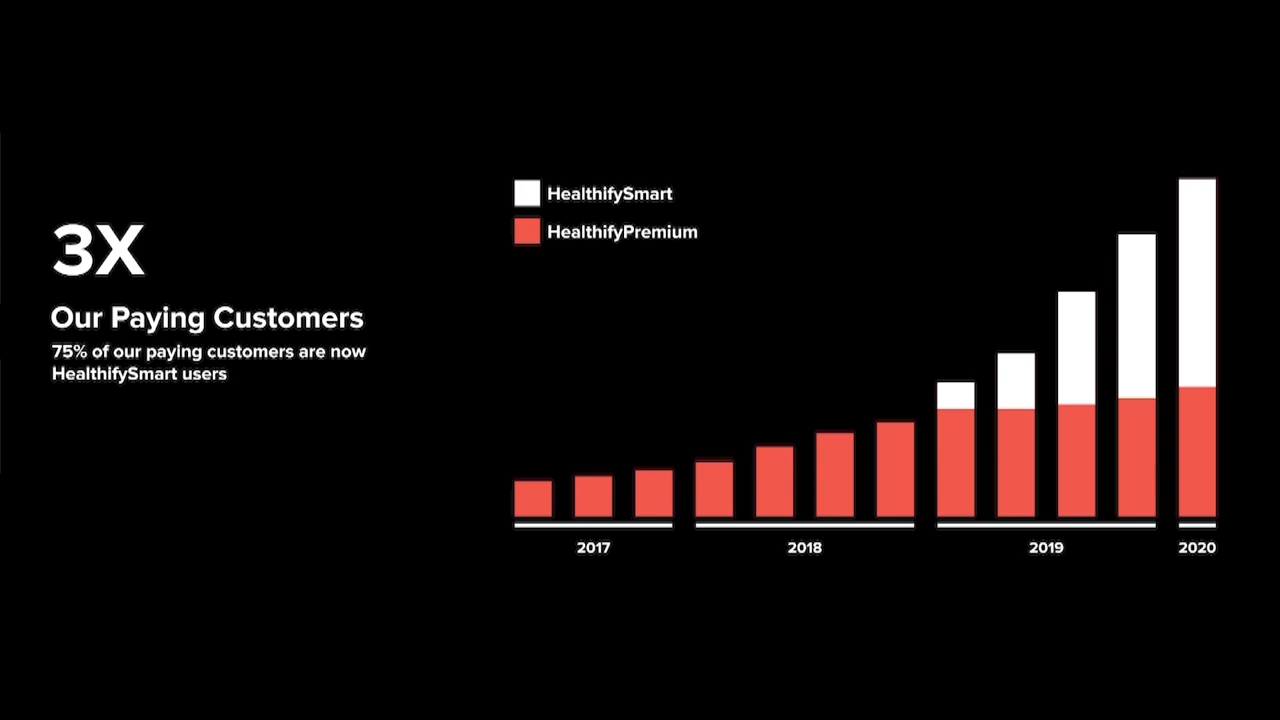 3X
Our Paying Customers
75% of our paying customers are now
HealthifySmart users
HealthifySmart
HealthifyPremium
2017
2018
2019
2020